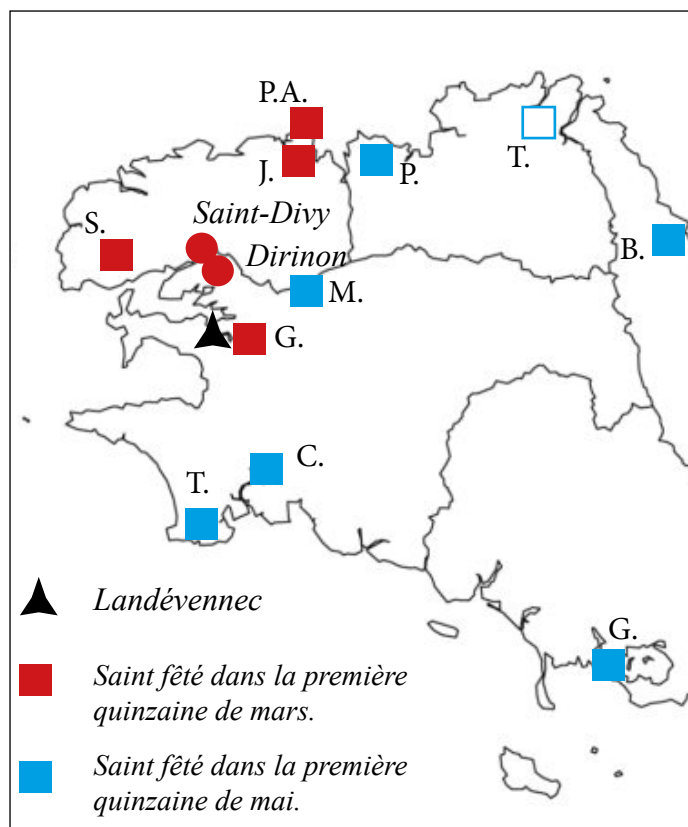 P.A.
J.
P.
T.
Saint-Divy
S.
Dirinon
B.
M.
G.
C.
T.
G.
Landévennec
Saint fêté dans la première
quinzaine de mars.
Saint fêté dans la première
quinzaine de mai.